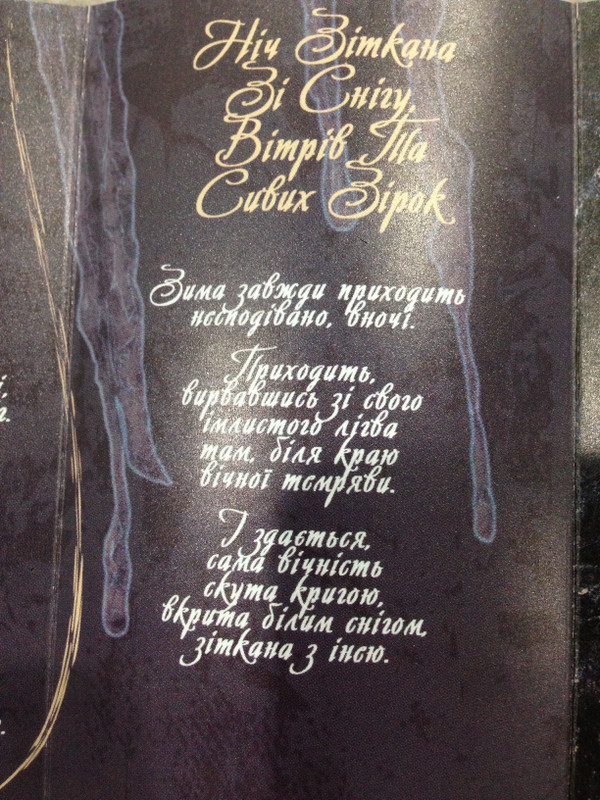 Ніч Зіткана
Зі Снігу,
Вітрів Та
Сивих Зірок
Зима завжди приходить
несподівано, вночі.
Приходить,
вирвавшись зі свого
імлистого лігва
там, біля краю
вічної темряви.
І здається,
сама вічність
скута кригою,
вкрита білим снігом,
зіткана з інею.